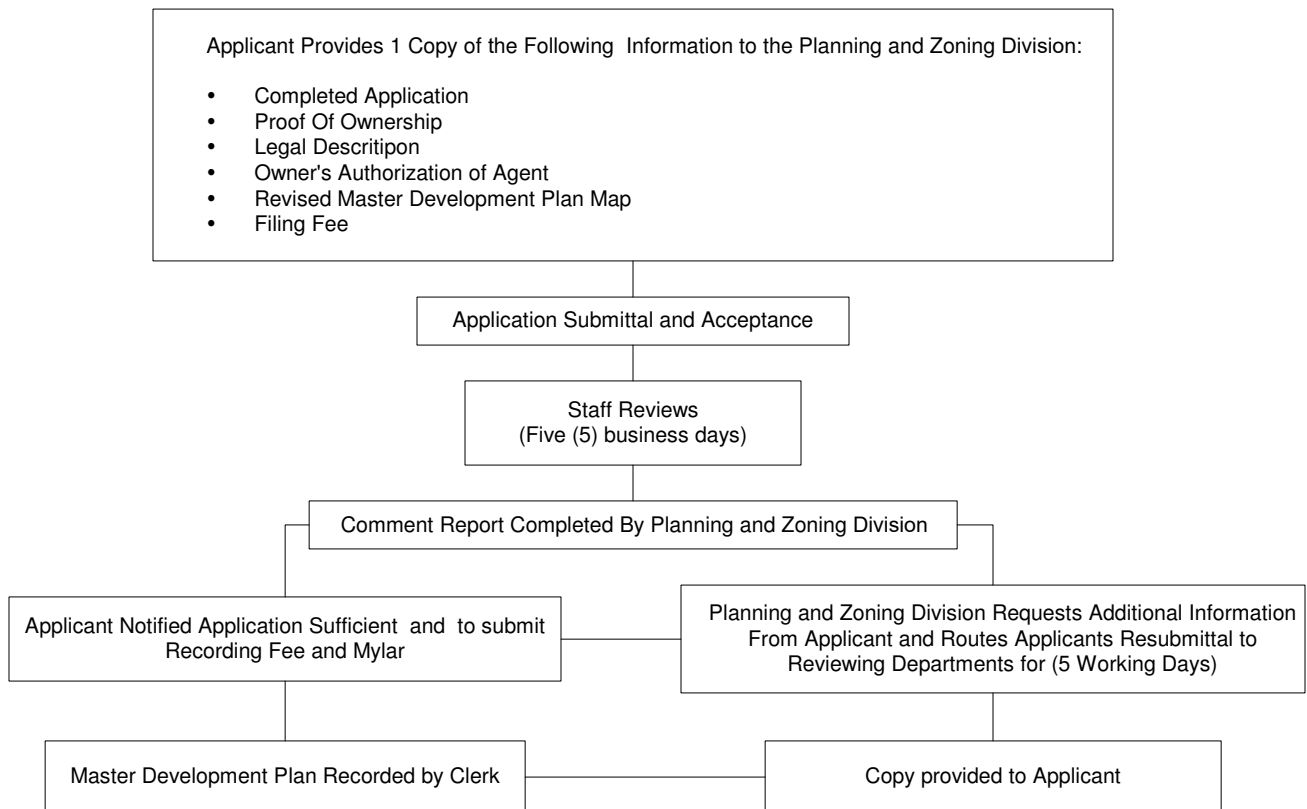 Applicant Provides 1 Copy of the Following Information to the Planning and Zoning Division:
• Completed Application
• Proof Of Ownership
• Legal Descritipon
• Owner's Authorization of Agent
• Revised Master Development Plan Map
• Filing Fee
Application Submittal and Acceptance
Staff Reviews
(Five (5) business days)
Comment Report Completed By Planning and Zoning Division
Applicant Notified Application Sufficient and to submit
Recording Fee and Mylar
Planning and Zoning Division Requests Additional Information
From Applicant and Routes Applicants Resubmittal to
Reviewing Departments for (5 Working Days)
Master Development Plan Recorded by Clerk
Copy provided to Applicant